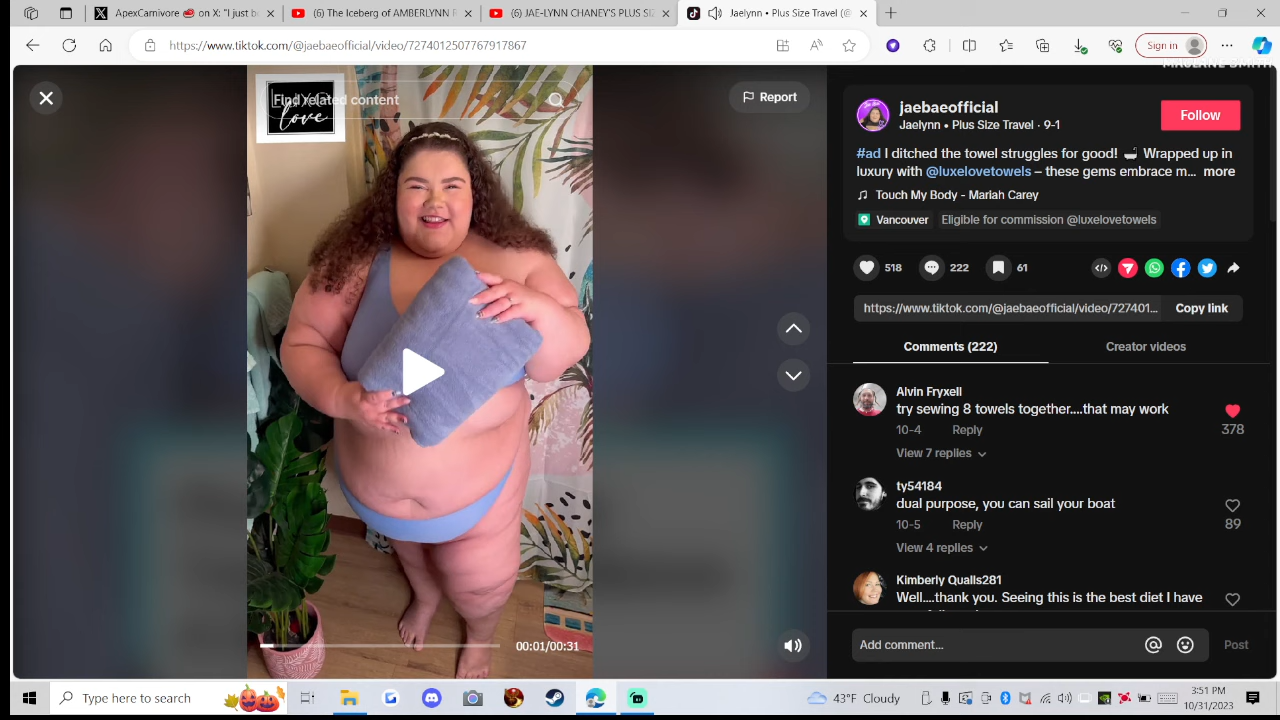 ApexCarnivore 🥩 on X: "I just b
(6) The Iceberg of AMBERLYNN R
(6) JAE-LYNN CHANEY'S PLUS SI
Jaelynn • Plus Size Travel (@
https://www.tiktok.com/@jaebaeofficial/video/7274012507767917867
Sign in
Find related content
love
Report
jaebaeofficial
Jaelynn • Plus Size Travel · 9-1
Follow
#ad I ditched the towel struggles for good! 🛁 Wrapped up in
luxury with @luxelovetowels – these gems embrace m... more
Touch My Body - Mariah Carey
Vancouver
Eligible for commission @luxelovetowels
518
222
61
https://www.tiktok.com/@jaebaeofficial/video/727401...
Copy link
Comments (222)
Creator videos
Alvin Fryxell
try sewing 8 towels together....that may work
10-4 Reply
378
View 7 replies
ty54184
dual purpose, you can sail your boat
10-5 Reply
89
View 4 replies
Kimberly Qualls281
Well....thank you. Seeing this is the best diet I have
00:01/00:31
Add comment...
Post
Type here to search
43°F Cloudy
3:51 PM
10/31/2023